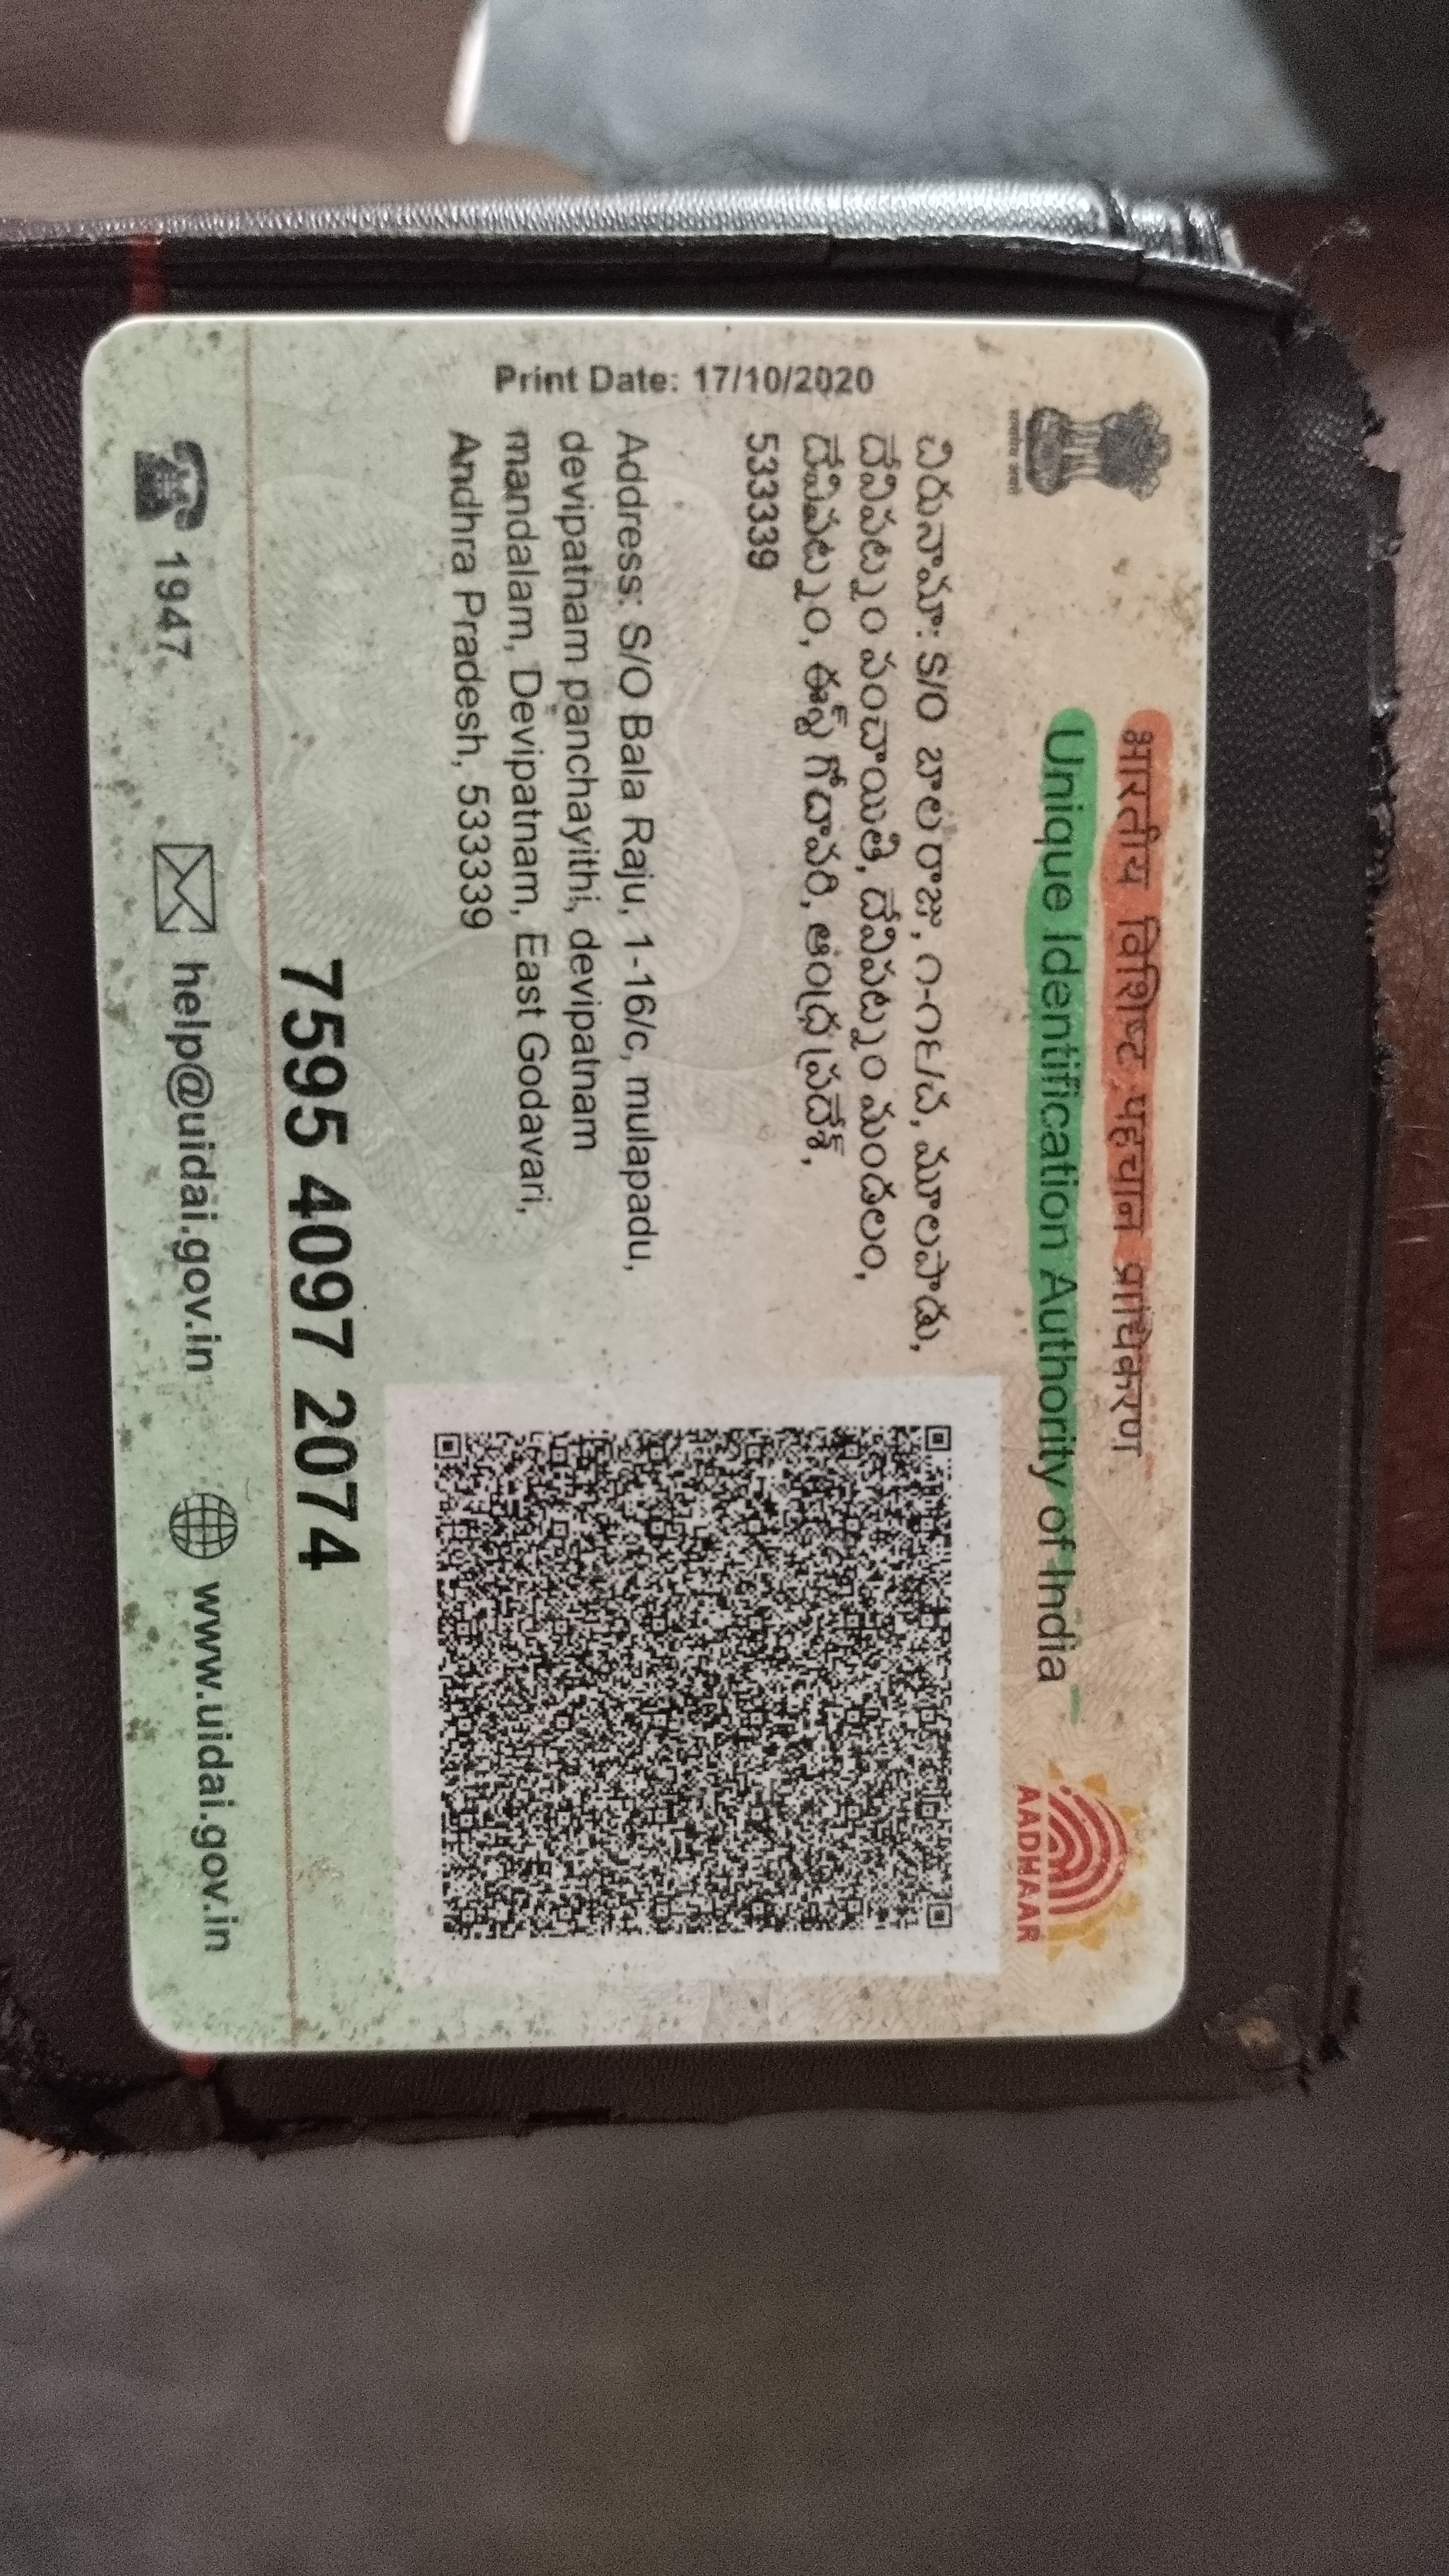 भारतीय विशिष्ट पहचान प्राधिकरण
Unique Identification Authority of India
AADHAAR
Print Date: 17/10/2020
చిరునామా: S/O బాల రాజు, ౧-౧౬/చ, మూలపాడు,
దేవిపట్నం పంచాయితి, దేవిపట్నం మండలం,
దేవిపట్నం, ఈస్ట్ గోదావరి, ఆంధ్ర ప్రదేశ్,
533339
Address: S/O Bala Raju, 1-16/c, mulapadu,
devipatnam panchayithi, devipatnam
mandalam, Devipatnam, East Godavari,
Andhra Pradesh, 533339
7595 4097 2074
1947
help@uidai.gov.in
www.uidai.gov.in